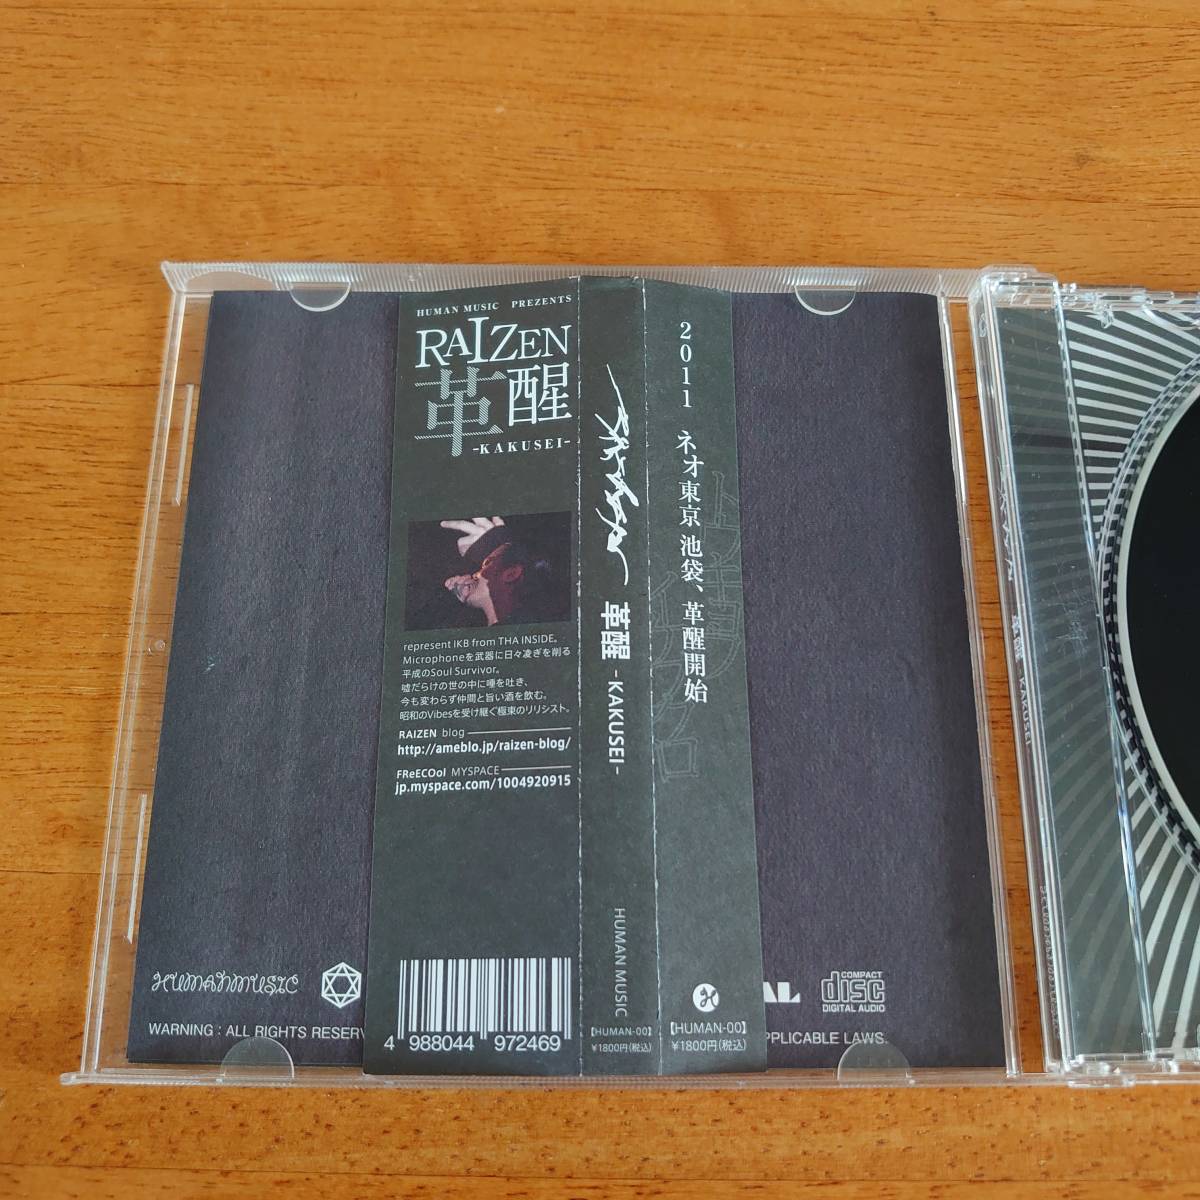 HUMAN MUSIC PREZENTS
RAIZEN
革醒
-KAKUSEI-
represent IKB from THA INSIDE。
Microphoneを武器に日々凌ぎを削る
平成のSoul Survivor。
嘘だらけの世の中に唾を吐き、
今も変わらず仲間と旨い酒を飲む。
昭和のVibesを受け継ぐ極東のリリシスト。
RAIZEN blog
http://ameblo.jp/raizen-blog/
FReECOol MYSPACE
jp.myspace.com/1004920915
4 988044 972469
革醒 -KAKUSEI-
HUMAN MUSIC
【HUMAN-00】
¥1800円(税込)
2011 ネオ東京 池袋、革醒開始
【HUMAN-00】
¥1800円(税込)
HUMANMUSIC
WARNING : ALL RIGHTS RESERV
AL
COMPACT
disc
DIGITAL AUDIO
PPLICABLE LAWS.
革醒 KAKUSEI